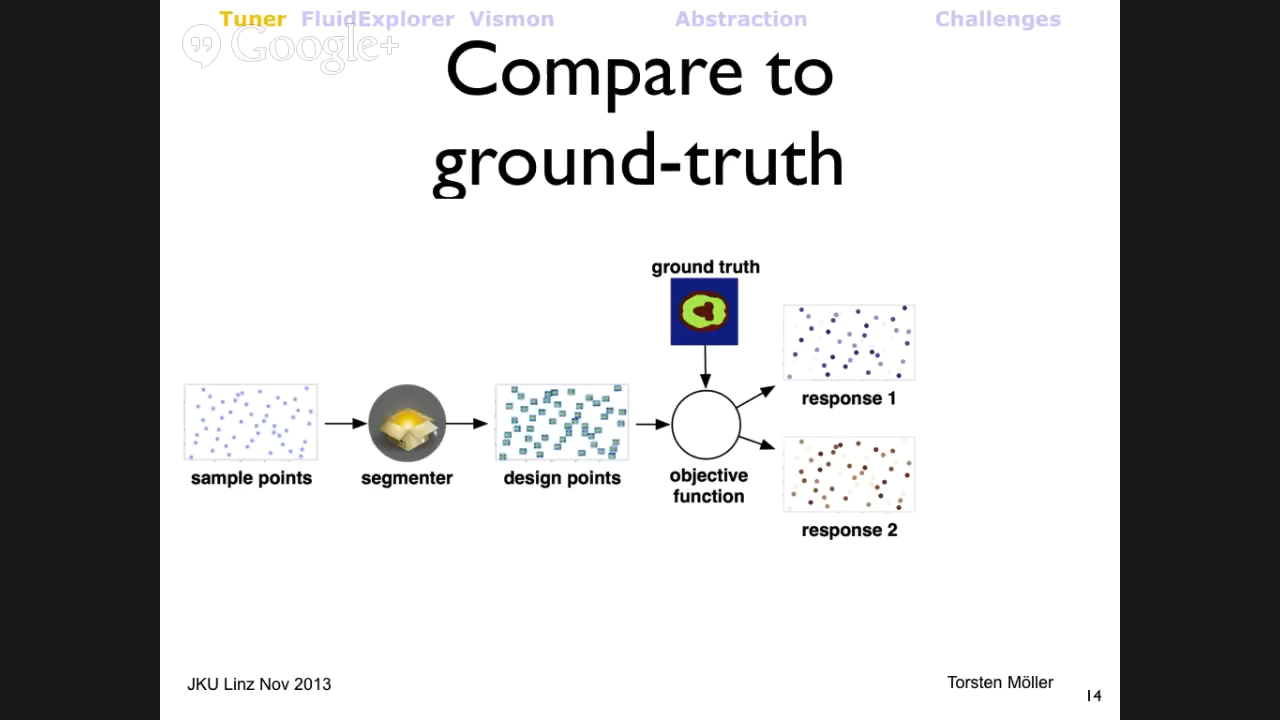 Tuner FluidExplorer Vismon Abstraction Challenges
Google+
Compare to
ground-truth
ground truth
response 1
sample points
segmenter
design points
objective
function
response 2
JKU Linz Nov 2013
Torsten Möller
14